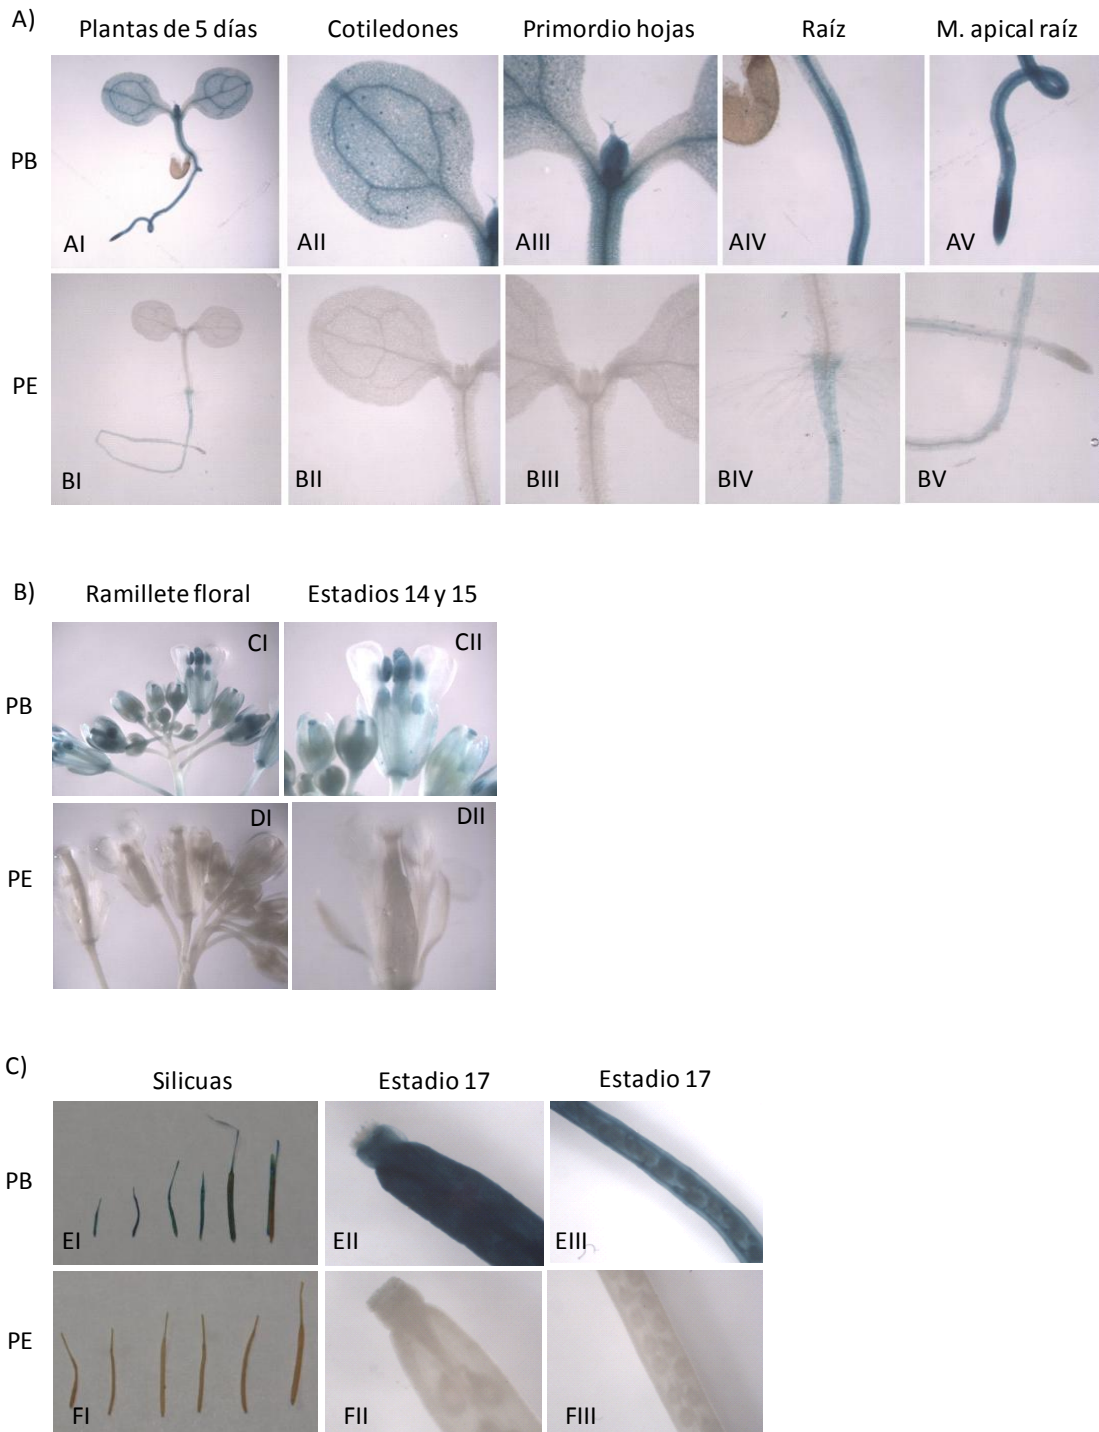 A)
Plantas de 5 días Cotiledones Primordio hojas Raíz M. apical raíz
PB
AI AII AIII AIV AV
PE
BI BII BIII BIV BV
B)
Ramillete floral Estadios 14 y 15
CI CII
PB
DI DII
PE
C)
Silicuas Estadio 17 Estadio 17
PB
EI EII EIII
PE
FI FII FIII